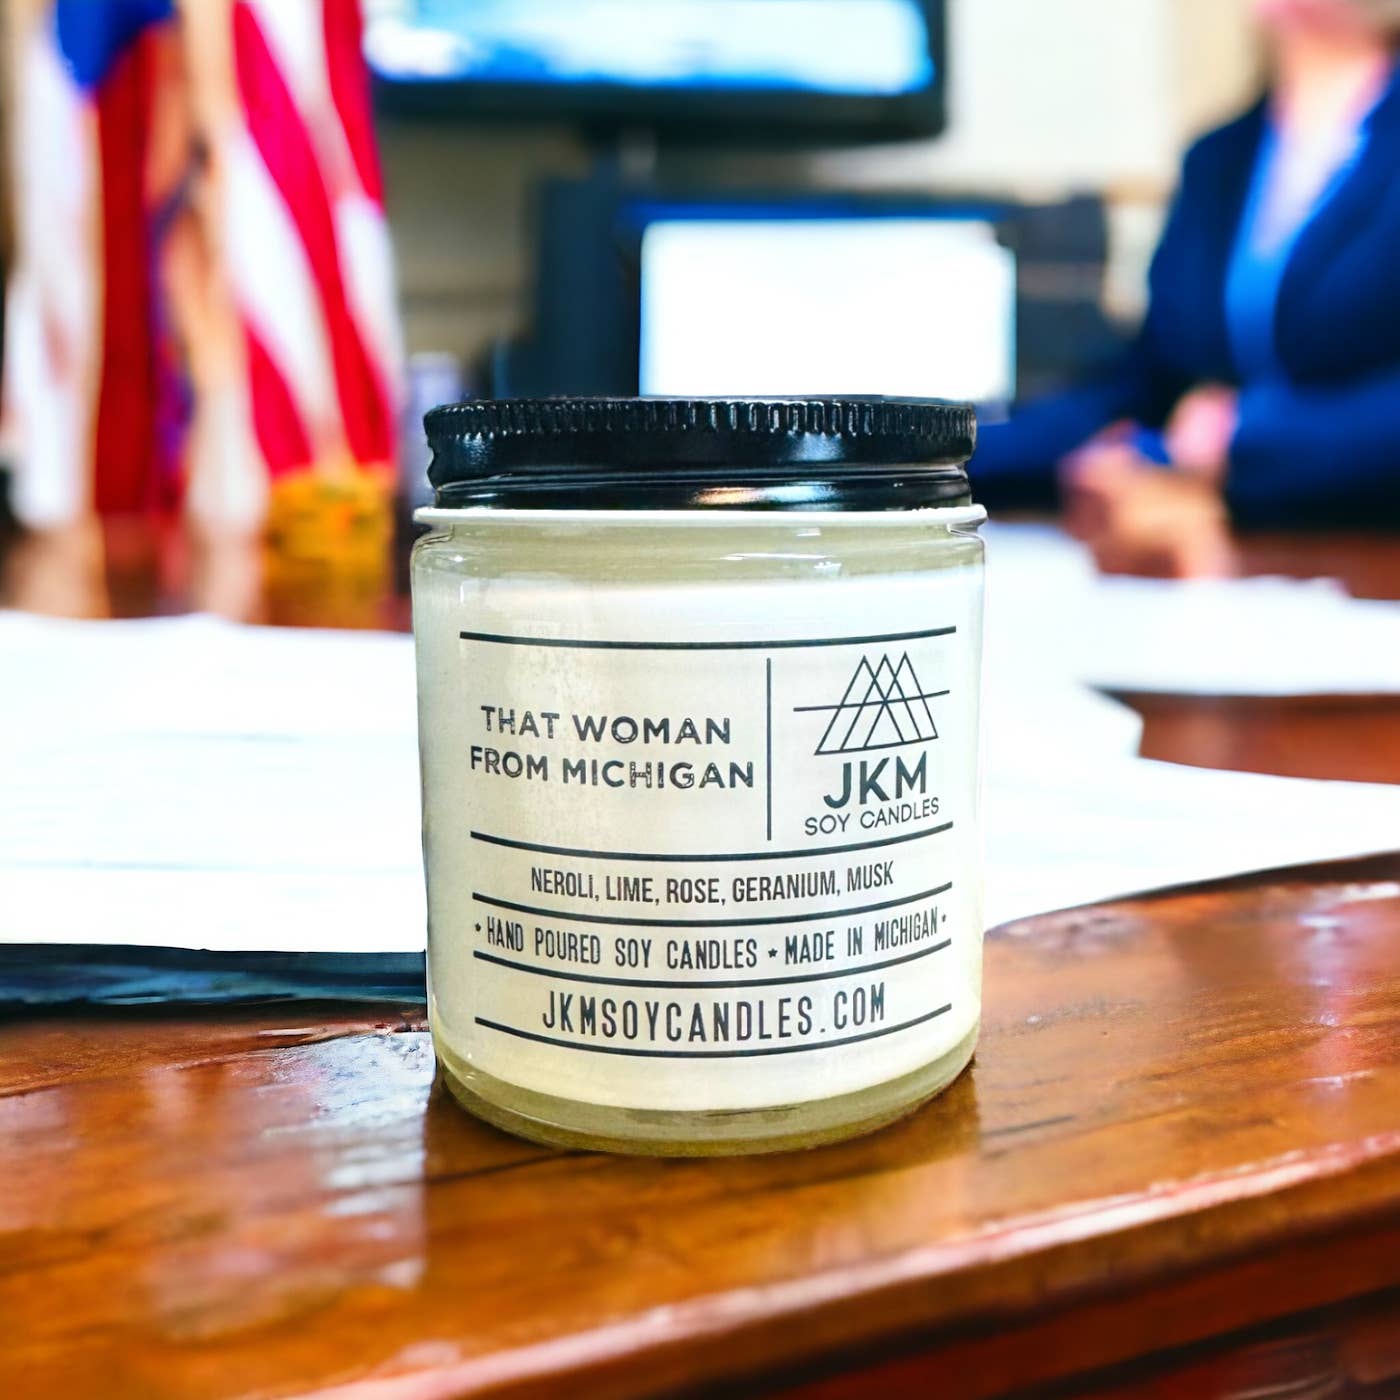 THAT WOMAN
FROM MICHIGAN
JKM
SOY CANDLES
NEROLI, LIME, ROSE, GERANIUM, MUSK
• HAND POURED SOY CANDLES ★ MADE IN MICHIGAN •
JKMSOYCANDLES.COM